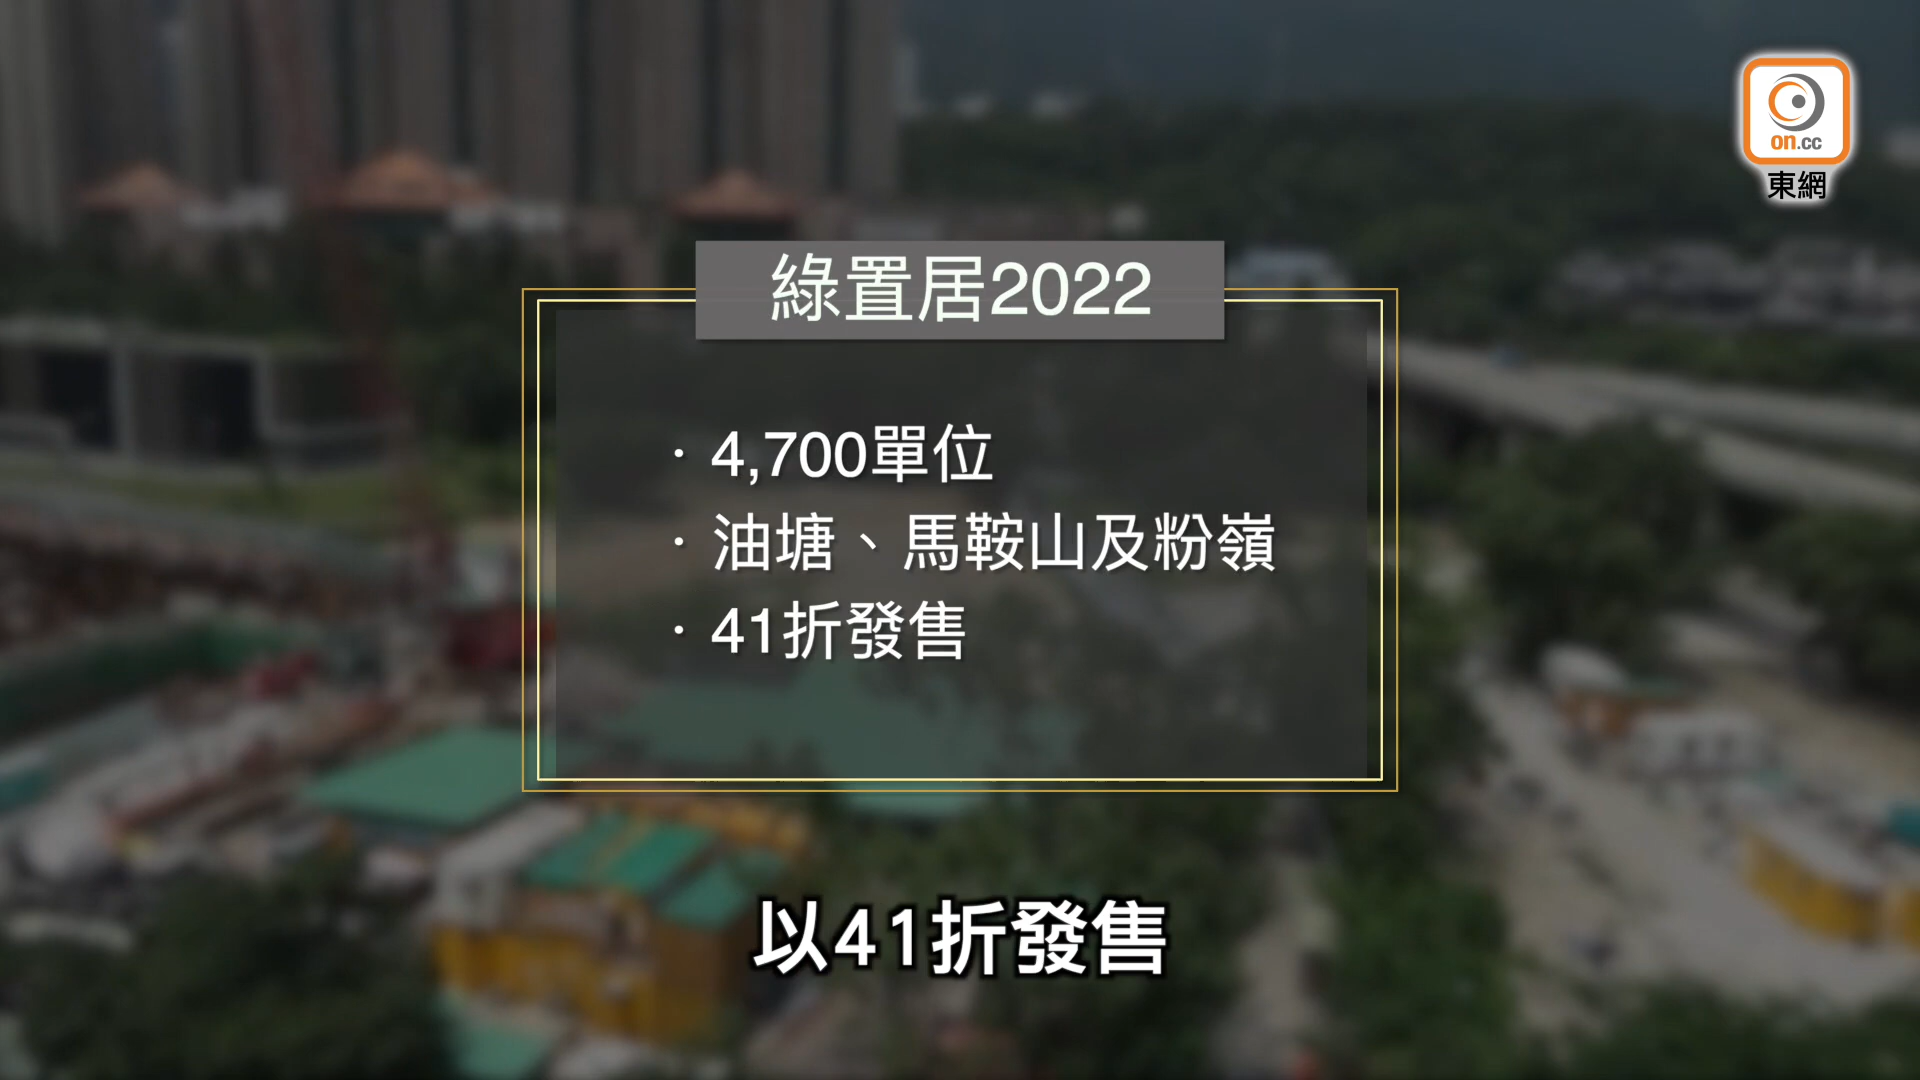 on.cc
東網
綠置居2022
· 4,700單位
· 油塘、馬鞍山及粉嶺
· 41折發售
以41折發售